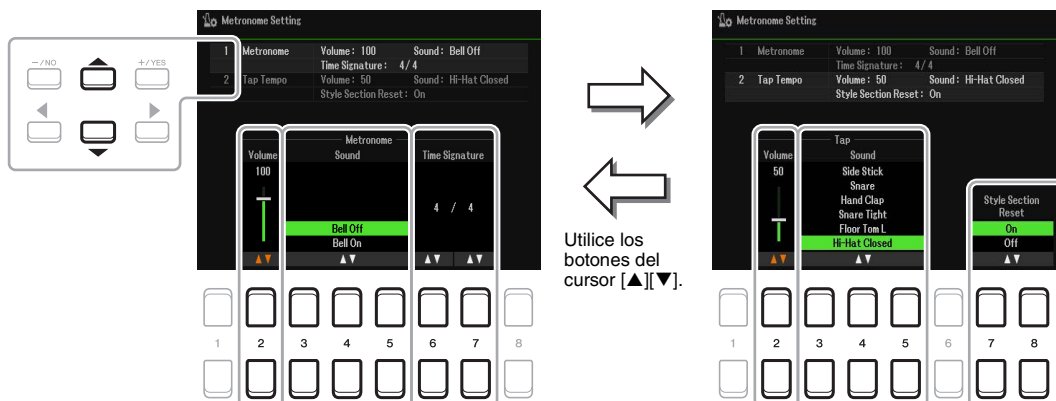 Metronome Setting
1 Metronome Volume: 100 Sound: Bell Off
Time Signature: 4/4
2 Tap Tempo Volume: 50 Sound: Hi-Hat Closed
Style Section Reset: On
Metronome
Volume Sound Time Signature
100
4 / 4
Bell Off
Bell On
▲▼ ▲▼ ▲▼ ▲▼
1 2 3 4 5 6 7 8
-/NO +/YES
Utilice los
botones del
cursor [▲][▼].
Metronome Setting
1 Metronome Volume: 100 Sound: Bell Off
Time Signature: 4/4
2 Tap Tempo Volume: 50 Sound: Hi-Hat Closed
Style Section Reset: On
Tap
Volume Sound
50 Side Stick
Snare
Hand Clap
Snare Tight
Floor Tom L
Hi-Hat Closed
Style Section
Reset
On
Off
▲▼ ▲▼ ▲▼
1 2 3 4 5 6 7 8